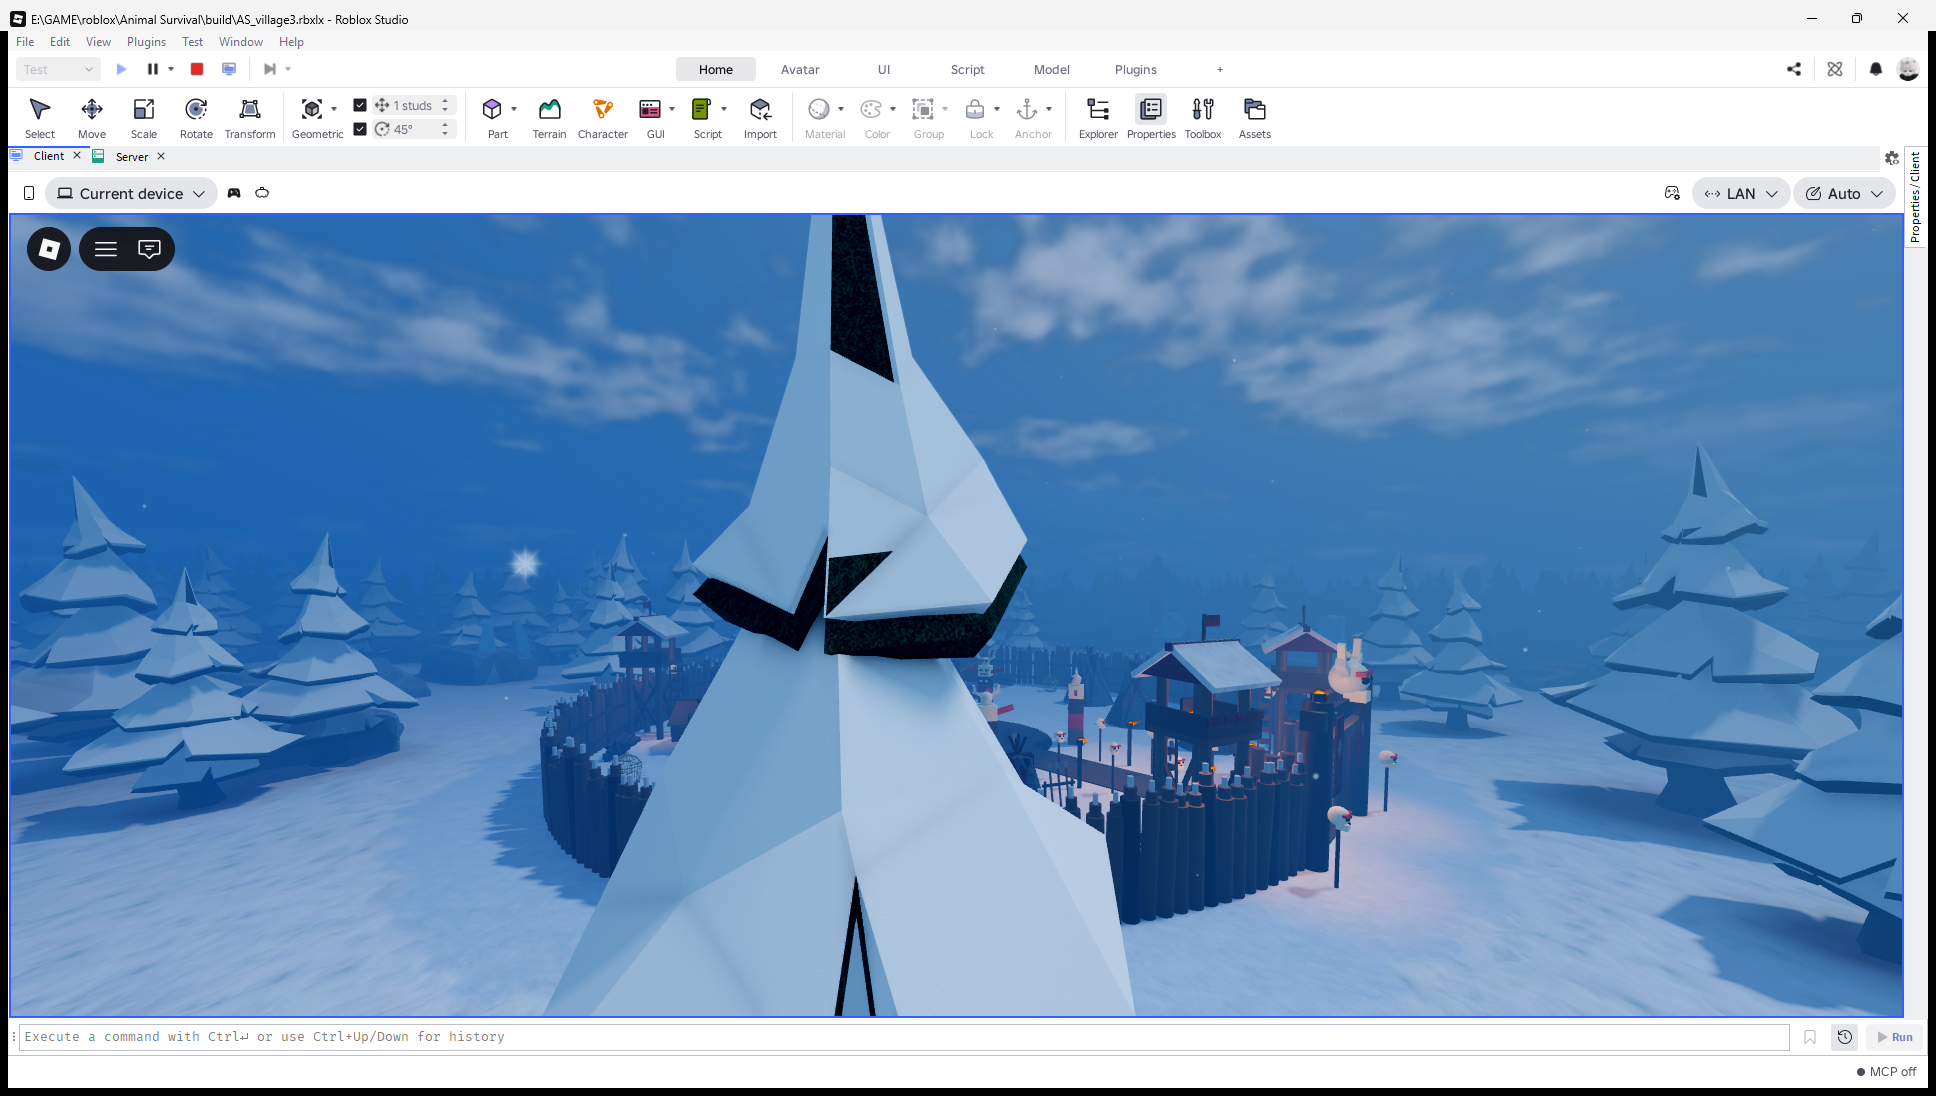 E:\GAME\roblox\Animal Survival\build\AS_village3.rbxlx - Roblox Studio
File Edit View Plugins Test Window Help
Test
Home Avatar UI Script Model Plugins +
Select Move Scale Rotate Transform Geometric 1 studs 45° Part Terrain Character GUI Script Import Material Color Group Lock Anchor Explorer Properties Toolbox Assets
Client Server
Properties / Client
Current device LAN Auto
Execute a command with Ctrl↵ or use Ctrl+Up/Down for history
Run
MCP off